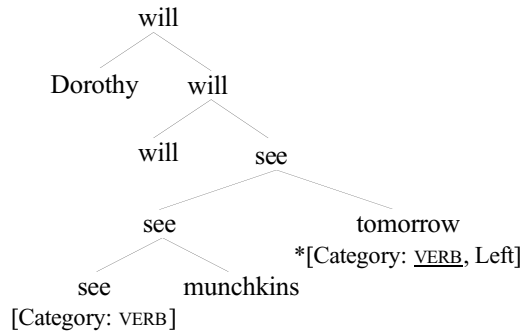 will
Dorothy will
will see
see tomorrow
*[Category: VERB, Left]
see munchkins
[Category: VERB]